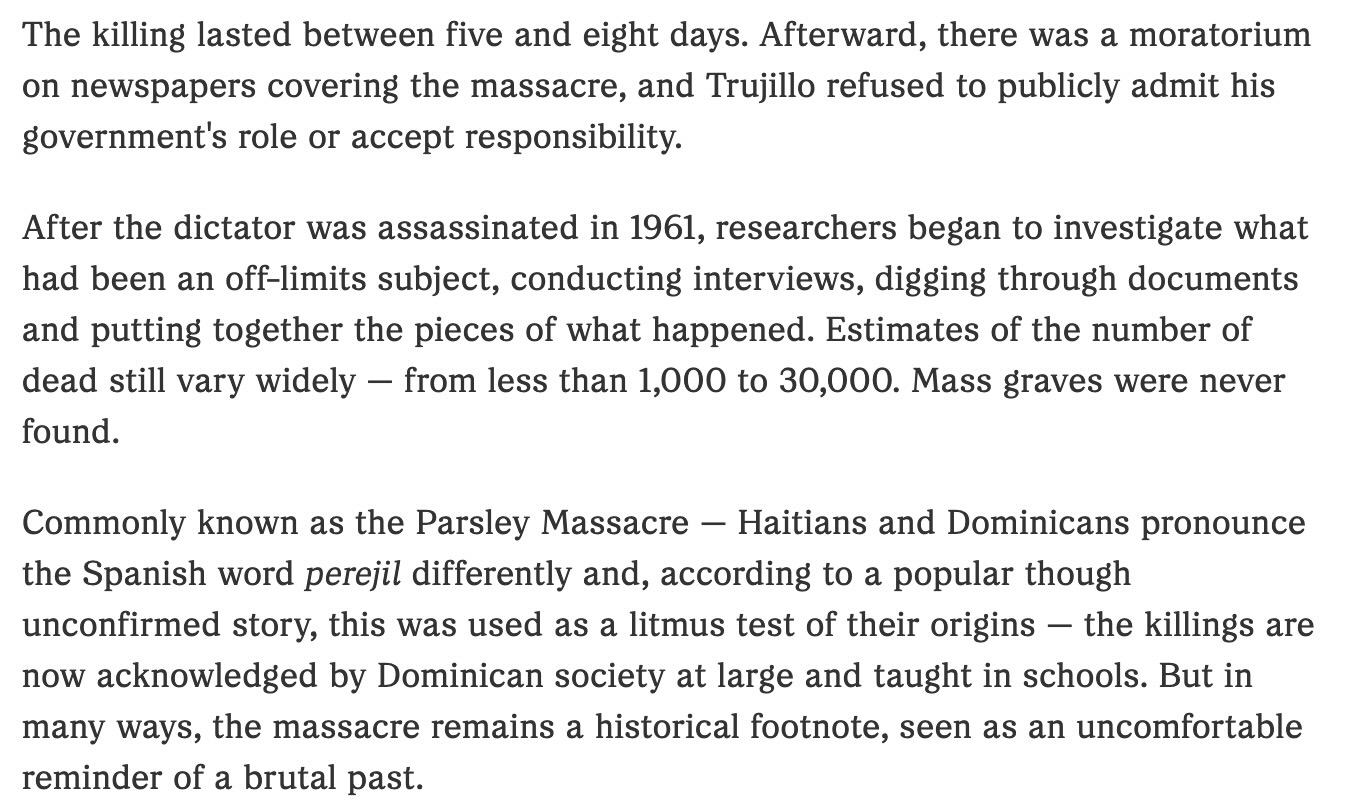 The killing lasted between five and eight days. Afterward, there was a moratorium
on newspapers covering the massacre, and Trujillo refused to publicly admit his
government's role or accept responsibility.
After the dictator was assassinated in 1961, researchers began to investigate what
had been an off-limits subject, conducting interviews, digging through documents
and putting together the pieces of what happened. Estimates of the number of
dead still vary widely — from less than 1,000 to 30,000. Mass graves were never
found.
Commonly known as the Parsley Massacre — Haitians and Dominicans pronounce
the Spanish word perejil differently and, according to a popular though
unconfirmed story, this was used as a litmus test of their origins — the killings are
now acknowledged by Dominican society at large and taught in schools. But in
many ways, the massacre remains a historical footnote, seen as an uncomfortable
reminder of a brutal past.